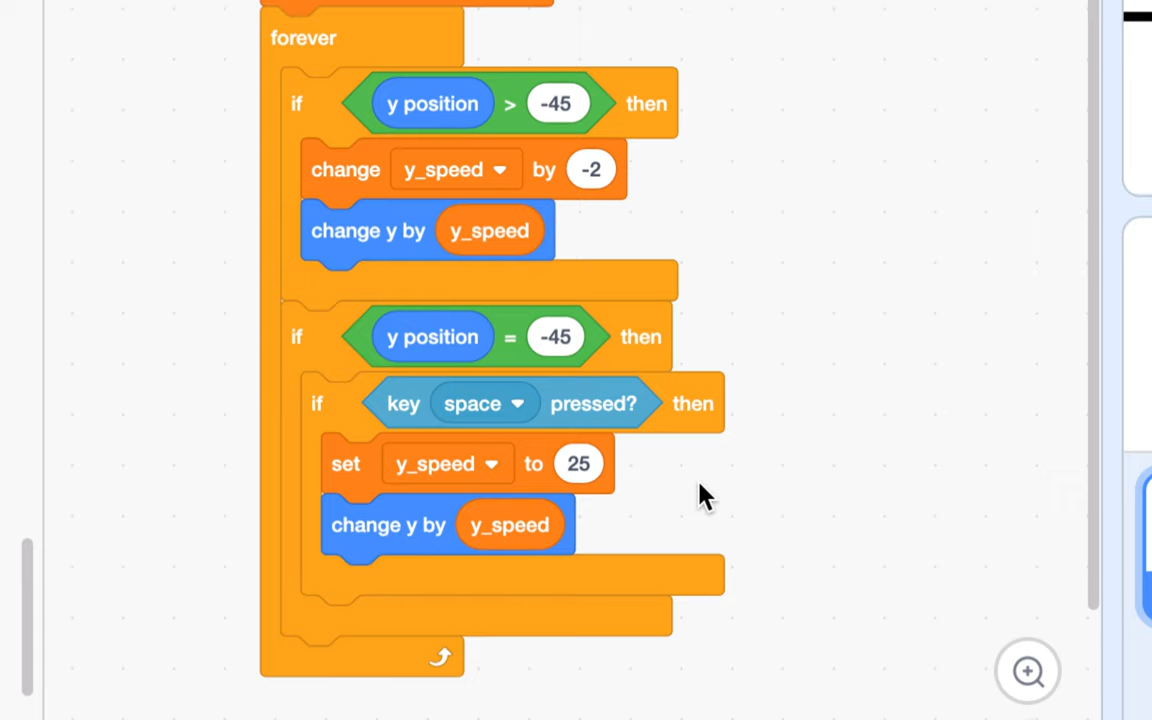 forever
if y position > -45 then
change y_speed by -2
change y by y_speed
if y position = -45 then
if key space pressed? then
set y_speed to 25
change y by y_speed